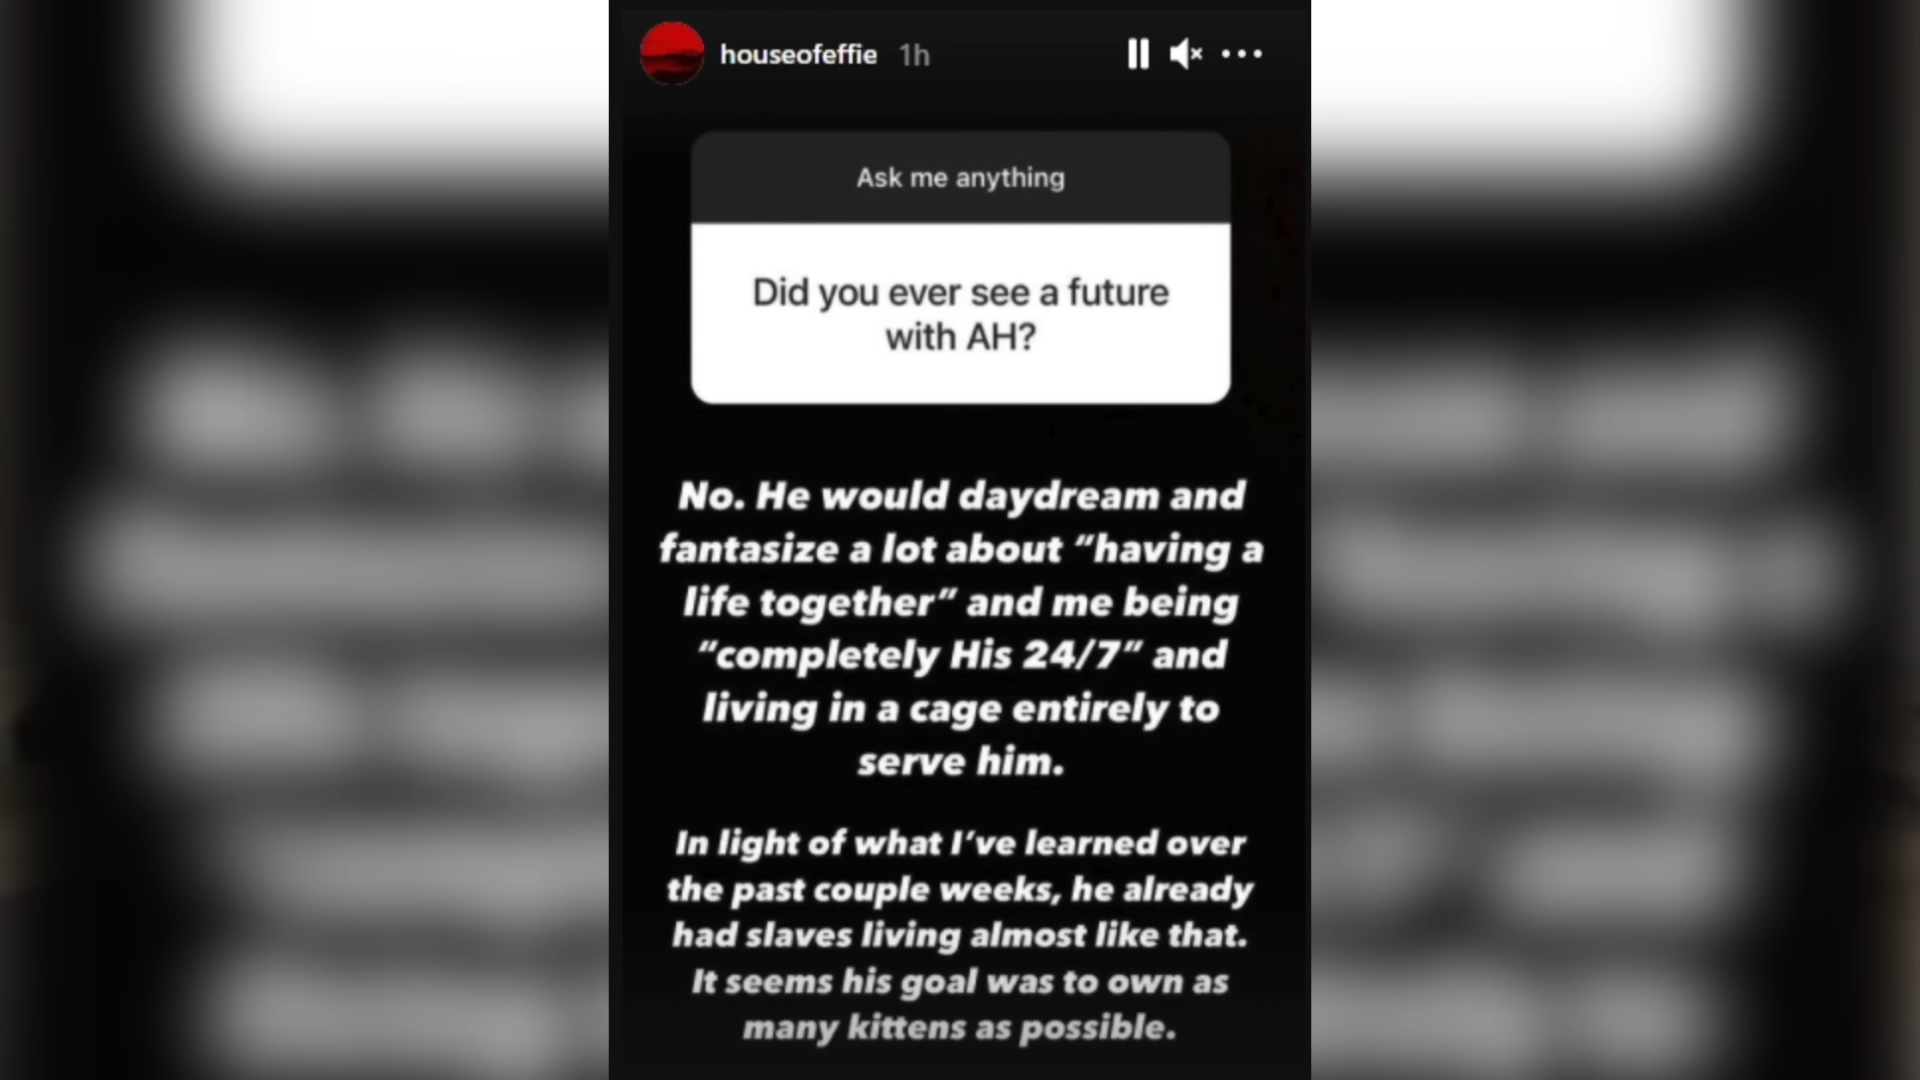 houseofeffie 1h
Ask me anything
Did you ever see a future
with AH?
No. He would daydream and
fantasize a lot about “having a
life together” and me being
“completely His 24/7” and
living in a cage entirely to
serve him.
In light of what I’ve learned over
the past couple weeks, he already
had slaves living almost like that.
It seems his goal was to own as
many kittens as possible.